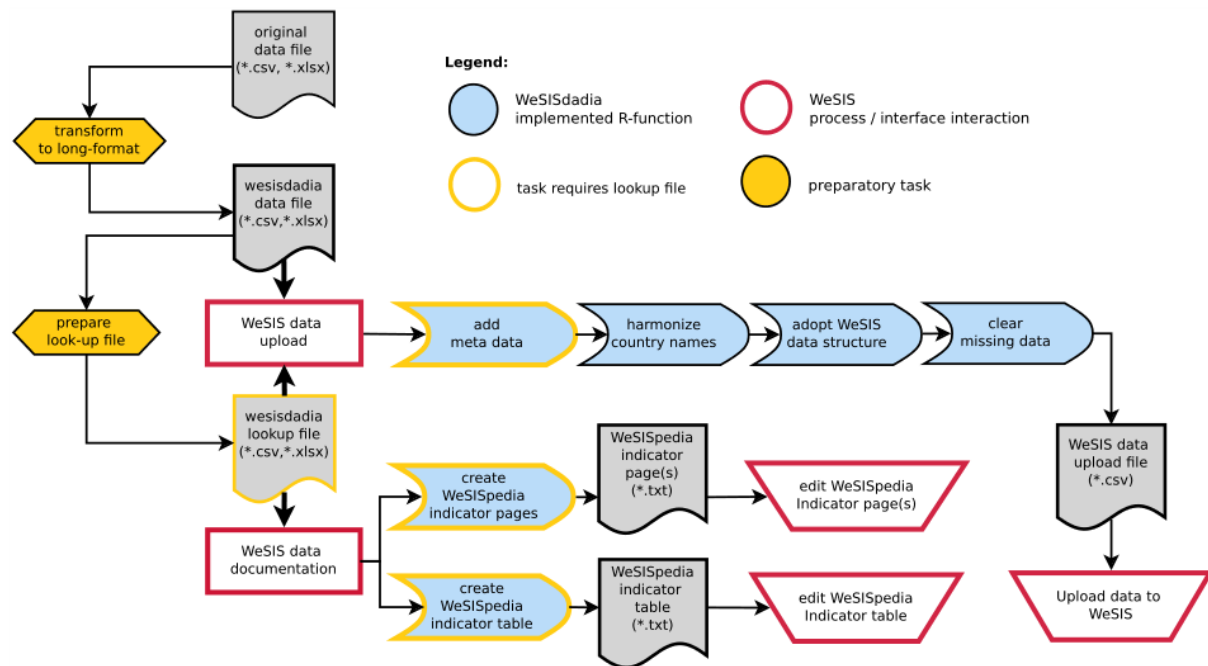 original
data file
(*.csv, *.xlsx)
Legend:
WeSISdadia
implemented R-function
WeSIS
process / interface interaction
task requires lookup file
preparatory task
transform
to long-format
wesisdadia
data file
(*.csv,*.xlsx)
prepare
look-up file
WeSIS data
upload
add
meta data
harmonize
country names
adopt WeSIS
data structure
clear
missing data
wesisdadia
lookup file
(*.csv,*.xlsx)
WeSISpedia
indicator
page(s)
(*.txt)
WeSIS data
upload file
(*.csv)
create
WeSISpedia
indicator pages
edit WeSISpedia
Indicator page(s)
WeSIS data
documentation
create
WeSISpedia
indicator table
WeSISpedia
indicator
table
(*.txt)
edit WeSISpedia
Indicator table
Upload data to
WeSIS